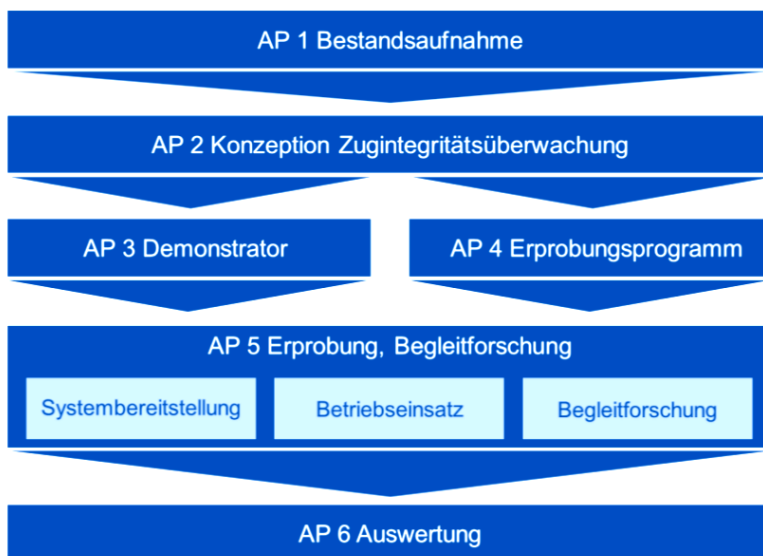 AP 1 Bestandsaufnahme
AP 2 Konzeption Zugintegritätsüberwachung
AP 3 Demonstrator
AP 4 Erprobungsprogramm
AP 5 Erprobung, Begleitforschung
Systembereitstellung
Betriebseinsatz
Begleitforschung
AP 6 Auswertung